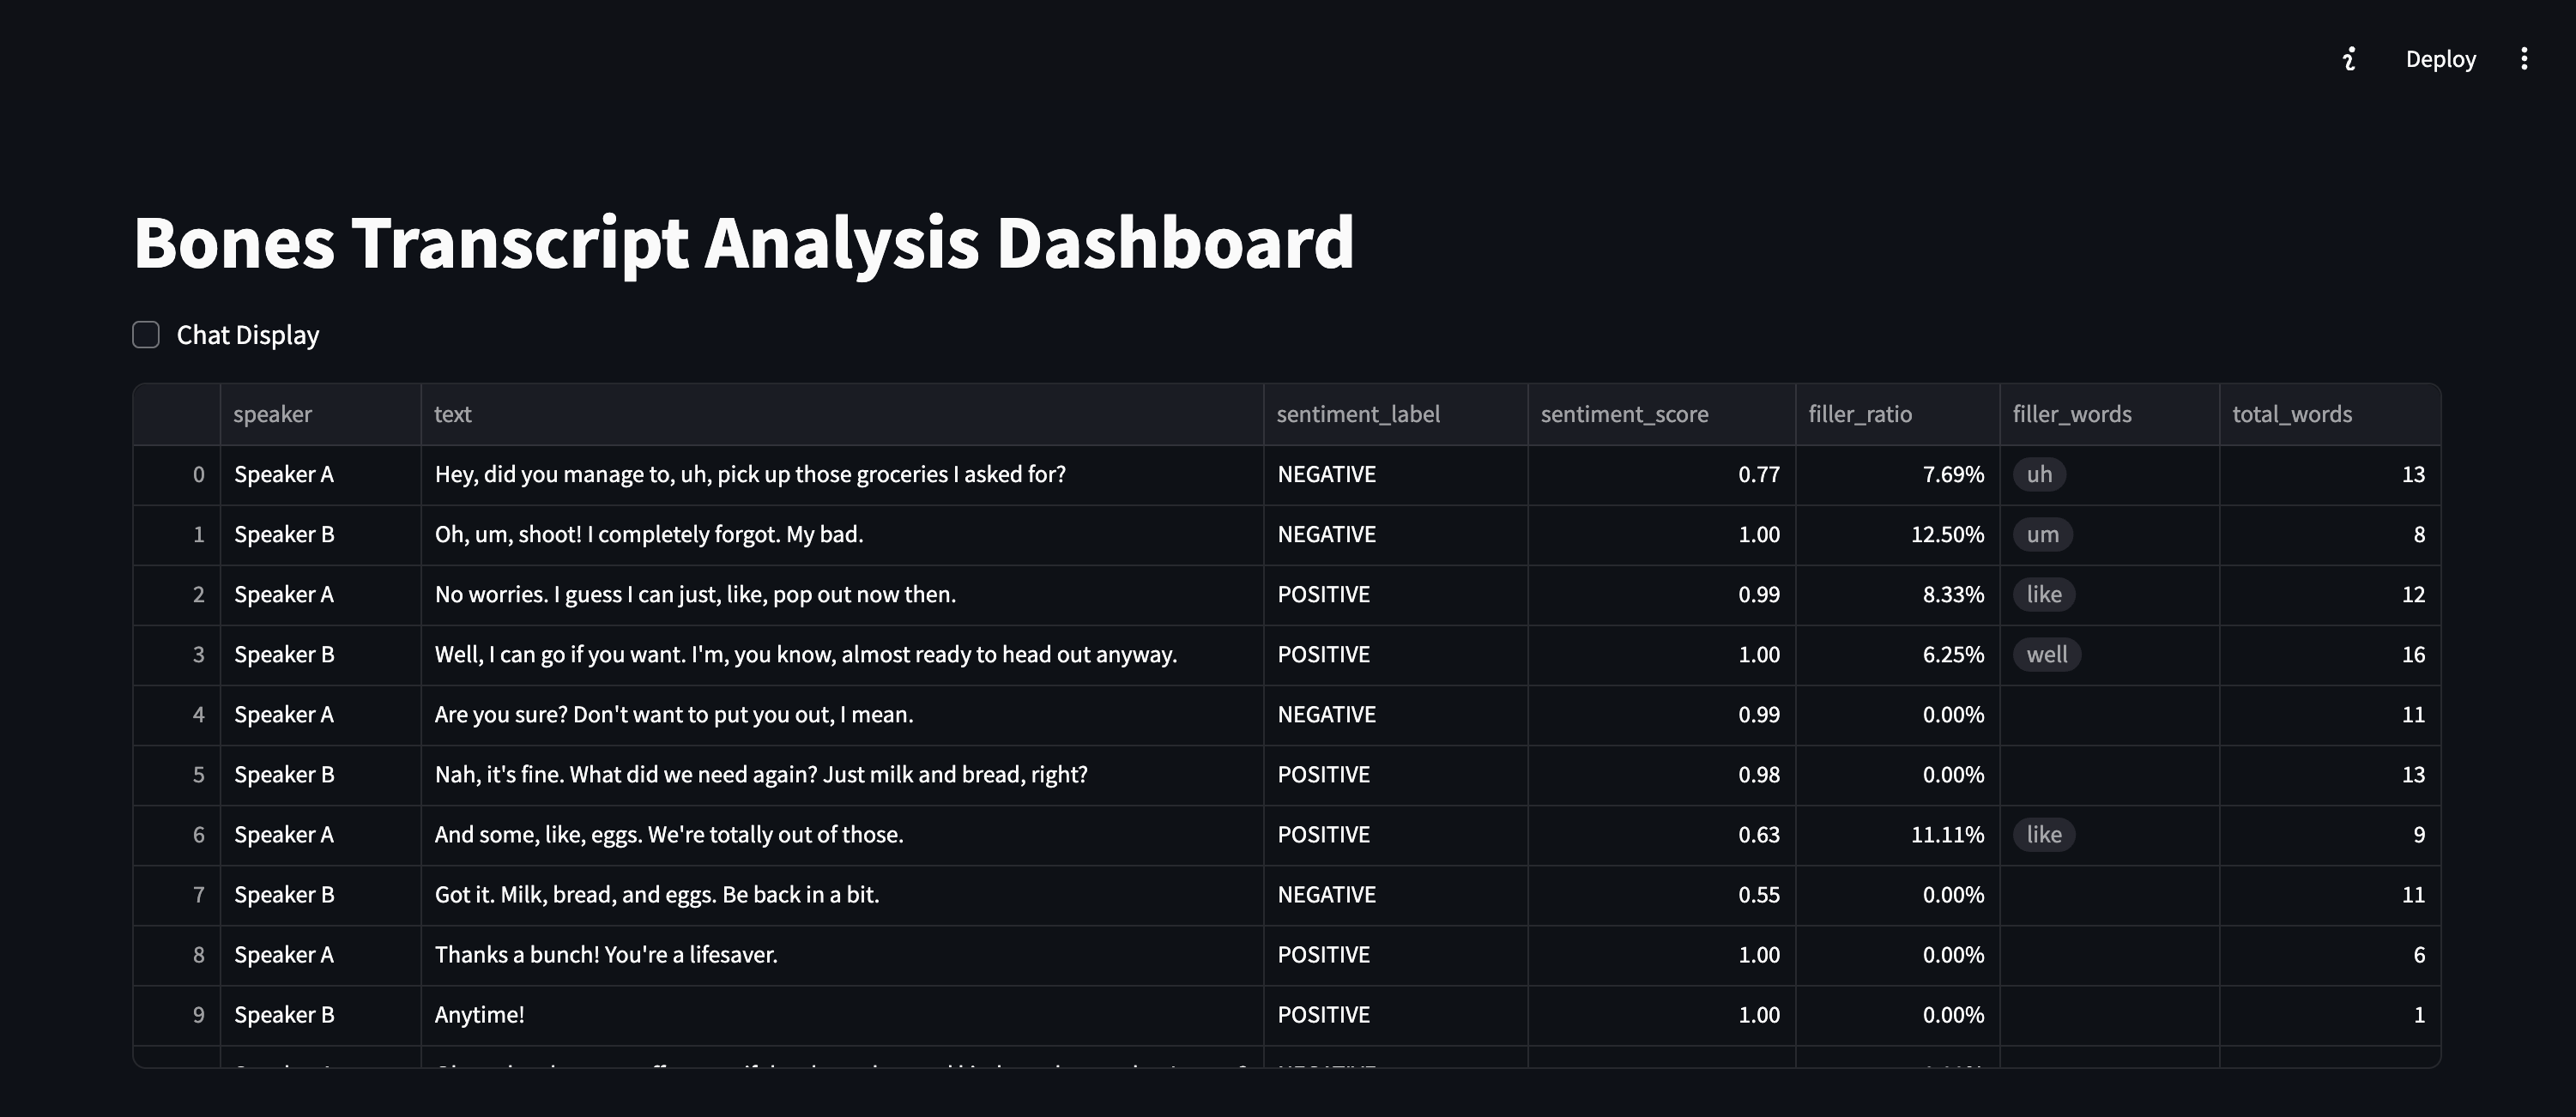 Deploy
Bones Transcript Analysis Dashboard
Chat Display
speaker text sentiment_label sentiment_score filler_ratio filler_words total_words
0 Speaker A Hey, did you manage to, uh, pick up those groceries I asked for? NEGATIVE 0.77 7.69% uh 13
1 Speaker B Oh, um, shoot! I completely forgot. My bad. NEGATIVE 1.00 12.50% um 8
2 Speaker A No worries. I guess I can just, like, pop out now then. POSITIVE 0.99 8.33% like 12
3 Speaker B Well, I can go if you want. I'm, you know, almost ready to head out anyway. POSITIVE 1.00 6.25% well 16
4 Speaker A Are you sure? Don't want to put you out, I mean. NEGATIVE 0.99 0.00% 11
5 Speaker B Nah, it's fine. What did we need again? Just milk and bread, right? POSITIVE 0.98 0.00% 13
6 Speaker A And some, like, eggs. We're totally out of those. POSITIVE 0.63 11.11% like 9
7 Speaker B Got it. Milk, bread, and eggs. Be back in a bit. NEGATIVE 0.55 0.00% 11
8 Speaker A Thanks a bunch! You're a lifesaver. POSITIVE 1.00 0.00% 6
9 Speaker B Anytime! POSITIVE 1.00 0.00% 1